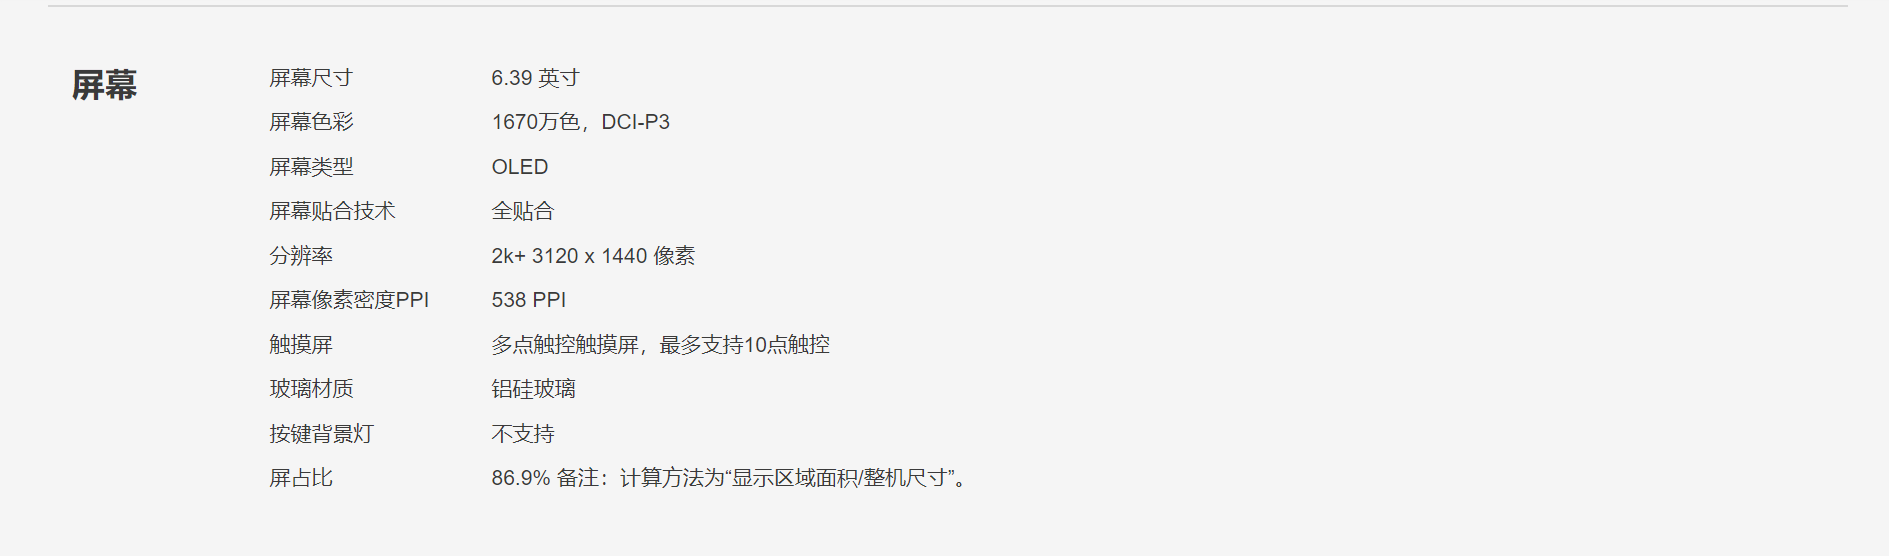 屏幕
屏幕尺寸 6.39 英寸
屏幕色彩 1670万色，DCI-P3
屏幕类型 OLED
屏幕贴合技术 全贴合
分辨率 2k+ 3120 x 1440 像素
屏幕像素密度PPI 538 PPI
触摸屏 多点触控触摸屏，最多支持10点触控
玻璃材质 铝硅玻璃
按键背景灯 不支持
屏占比 86.9% 备注：计算方法为“显示区域面积/整机尺寸”。